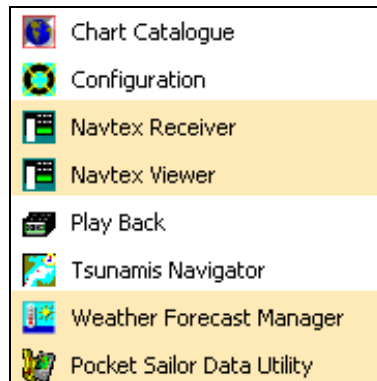 Chart Catalogue
Configuration
Navtex Receiver
Navtex Viewer
Play Back
Tsunamis Navigator
Weather Forecast Manager
Pocket Sailor Data Utility